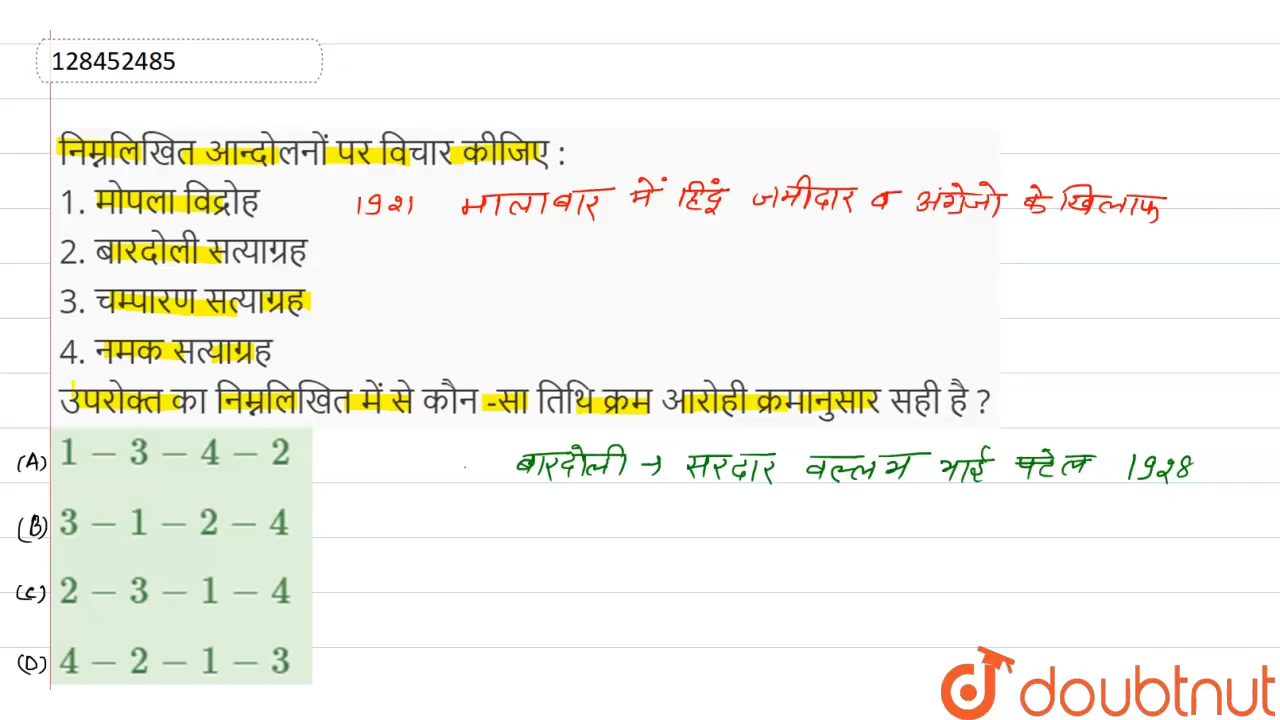 128452485
निम्नलिखित आन्दोलनों पर विचार कीजिए :
1. मोपला विद्रोह 1921 मालाबार में हिंदू जमीदार व अंग्रेजो के खिलाफ
2. बारदोली सत्याग्रह
3. चम्पारण सत्याग्रह
4. नमक सत्याग्रह
उपरोक्त का निम्नलिखित में से कौन -सा तिथि क्रम आरोही क्रमानुसार सही है ?
(A) 1 – 3 – 4 – 2 बारदोली → सरदार वल्लभ भाई पटेल 1928
(B) 3 – 1 – 2 – 4
(C) 2 – 3 – 1 – 4
(D) 4 – 2 – 1 – 3
doubtnut